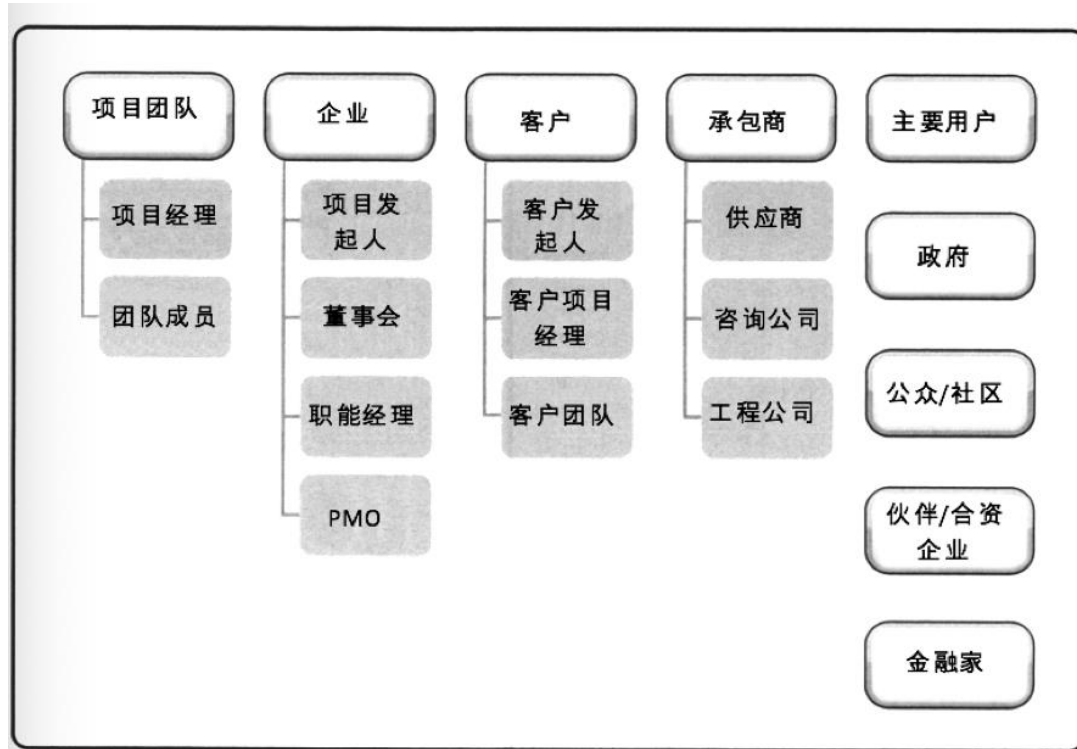 项目团队
项目经理
团队成员
企业
项目发
起人
董事会
职能经理
PMO
客户
客户发
起人
客户项目
经理
客户团队
承包商
供应商
咨询公司
工程公司
主要用户
政府
公众/社区
伙伴/合资
企业
金融家